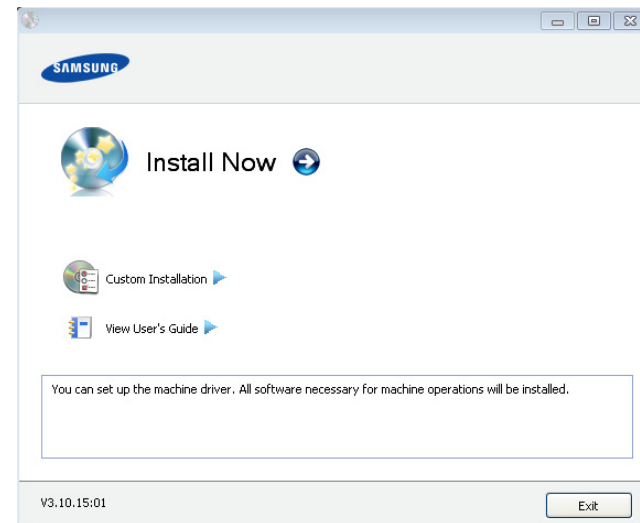 SAMSUNG
Install Now
Custom Installation
View User's Guide
You can set up the machine driver. All software necessary for machine operations will be installed.
V3.10.15:01
Exit